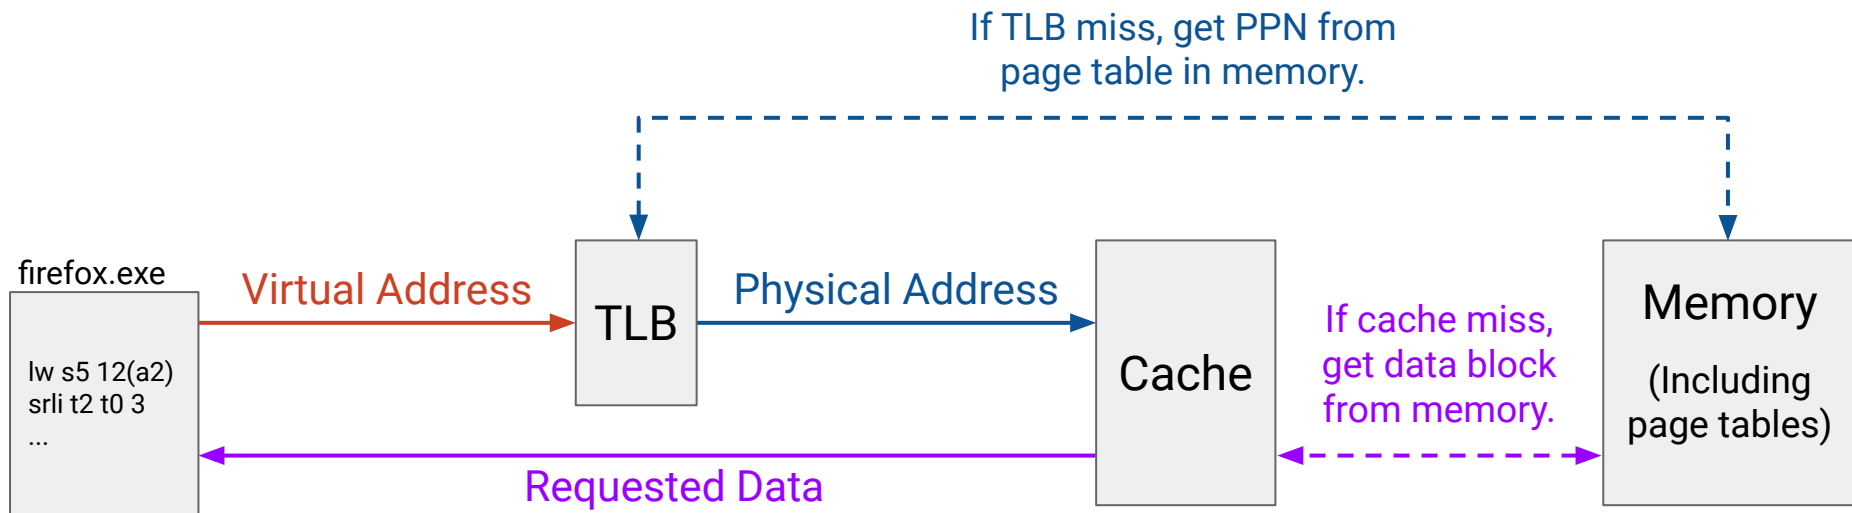 If TLB miss, get PPN from
page table in memory.
firefox.exe
lw s5 12(a2)
srli t2 t0 3
...
Virtual Address
TLB
Physical Address
Cache
If cache miss,
get data block
from memory.
Memory
(Including
page tables)
Requested Data